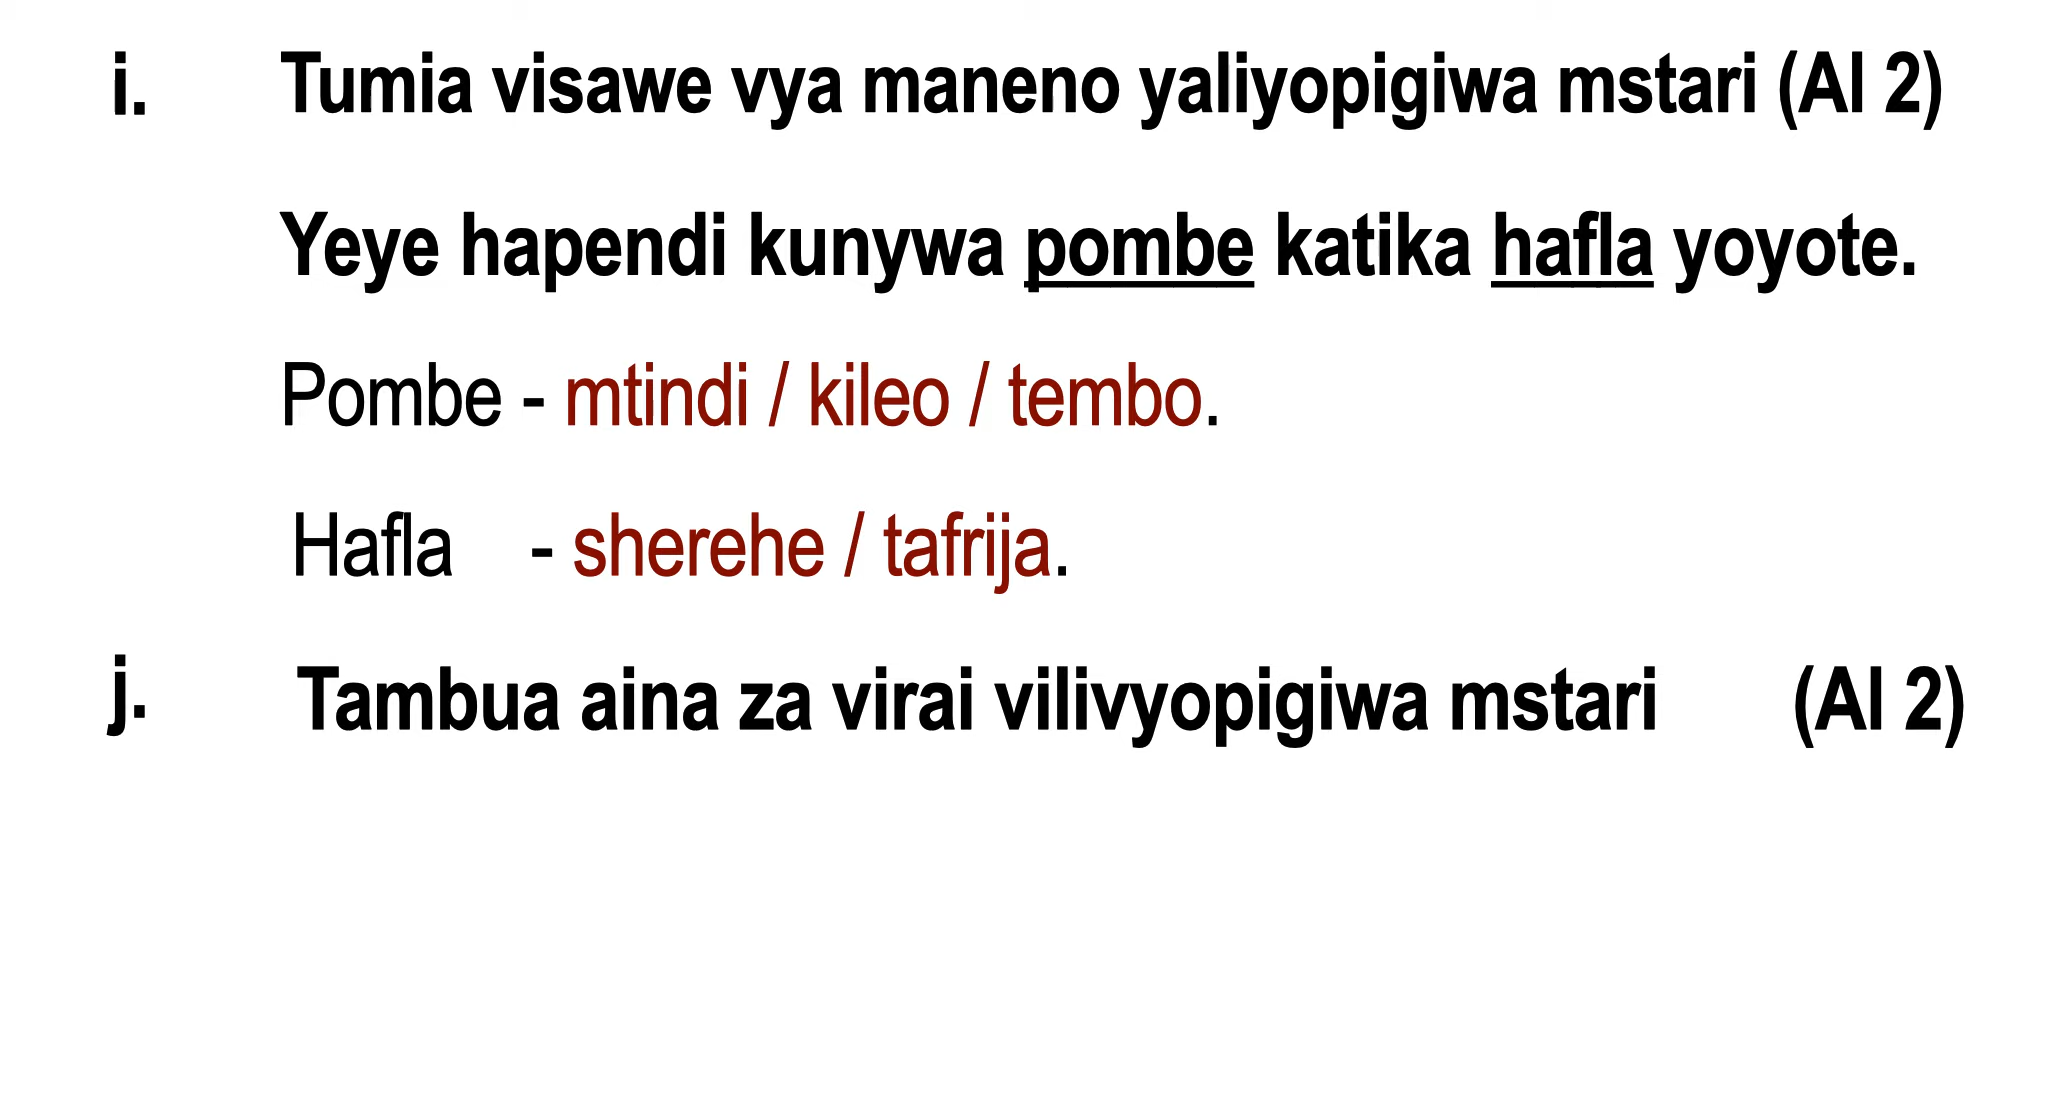 i. Tumia visawe vya maneno yaliyopigiwa mstari (Al 2)
Yeye hapendi kunywa pombe katika hafla yoyote.
Pombe - mtindi / kileo / tembo.
Hafla - sherehe / tafrija.
j. Tambua aina za virai vilivyopigiwa mstari (Al 2)